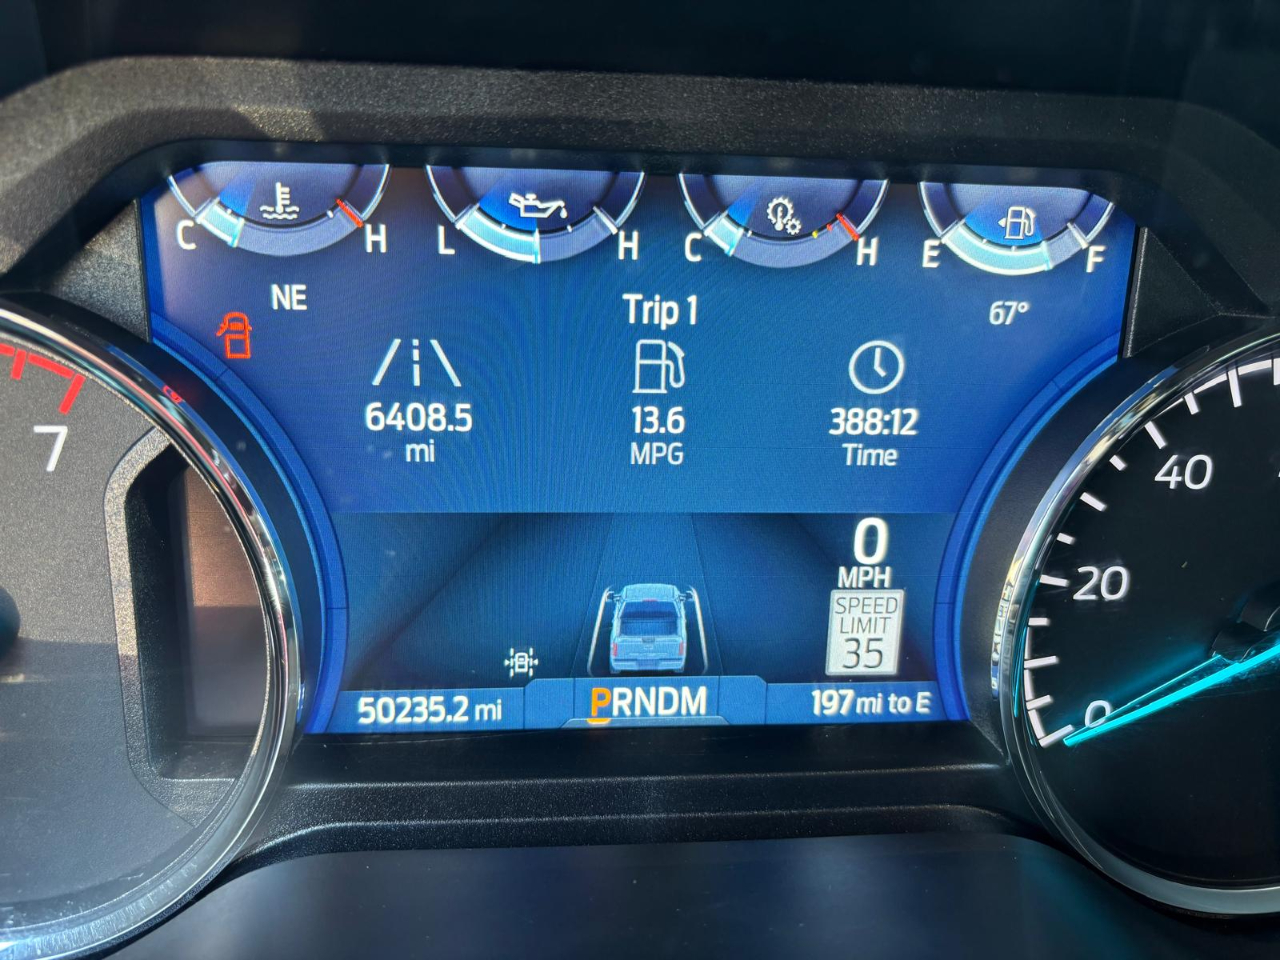 C H
L H
C H
E F
NE
Trip 1
67°
7
6408.5
mi
13.6
MPG
388:12
Time
40
20
0
0
MPH
SPEED
LIMIT
35
50235.2 mi
PRNDM
197 mi to E